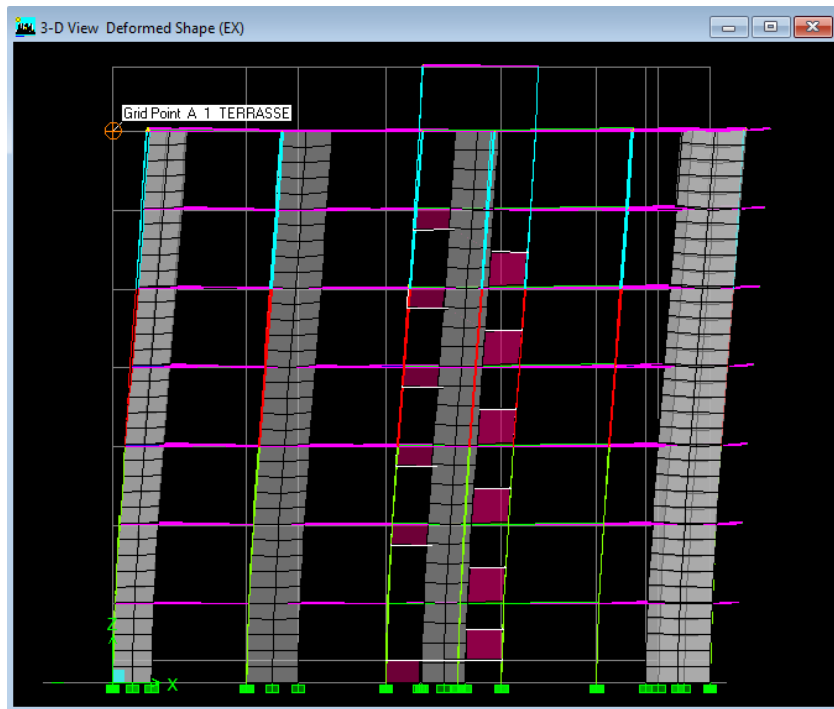 3-D View  Deformed Shape (EX)
Grid Point  A  1  TERRASSE
Z
X